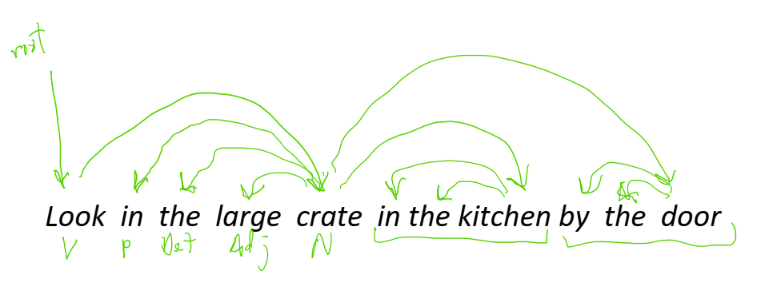 root
Look in the large crate in the kitchen by the door
V P Det Adj N